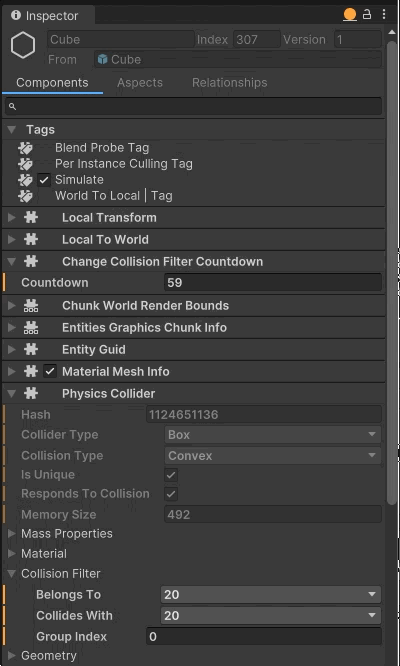 Inspector
Cube Index 307 Version 1
From Cube
Components Aspects Relationships
Tags
Blend Probe Tag
Per Instance Culling Tag
Simulate
World To Local | Tag
Local Transform
Local To World
Change Collision Filter Countdown
Countdown 59
Chunk World Render Bounds
Entities Graphics Chunk Info
Entity Guid
Material Mesh Info
Physics Collider
Hash 1124651136
Collider Type Box
Collision Type Convex
Is Unique
Responds To Collision
Memory Size 492
Mass Properties
Material
Collision Filter
Belongs To 20
Collides With 20
Group Index 0
Geometry